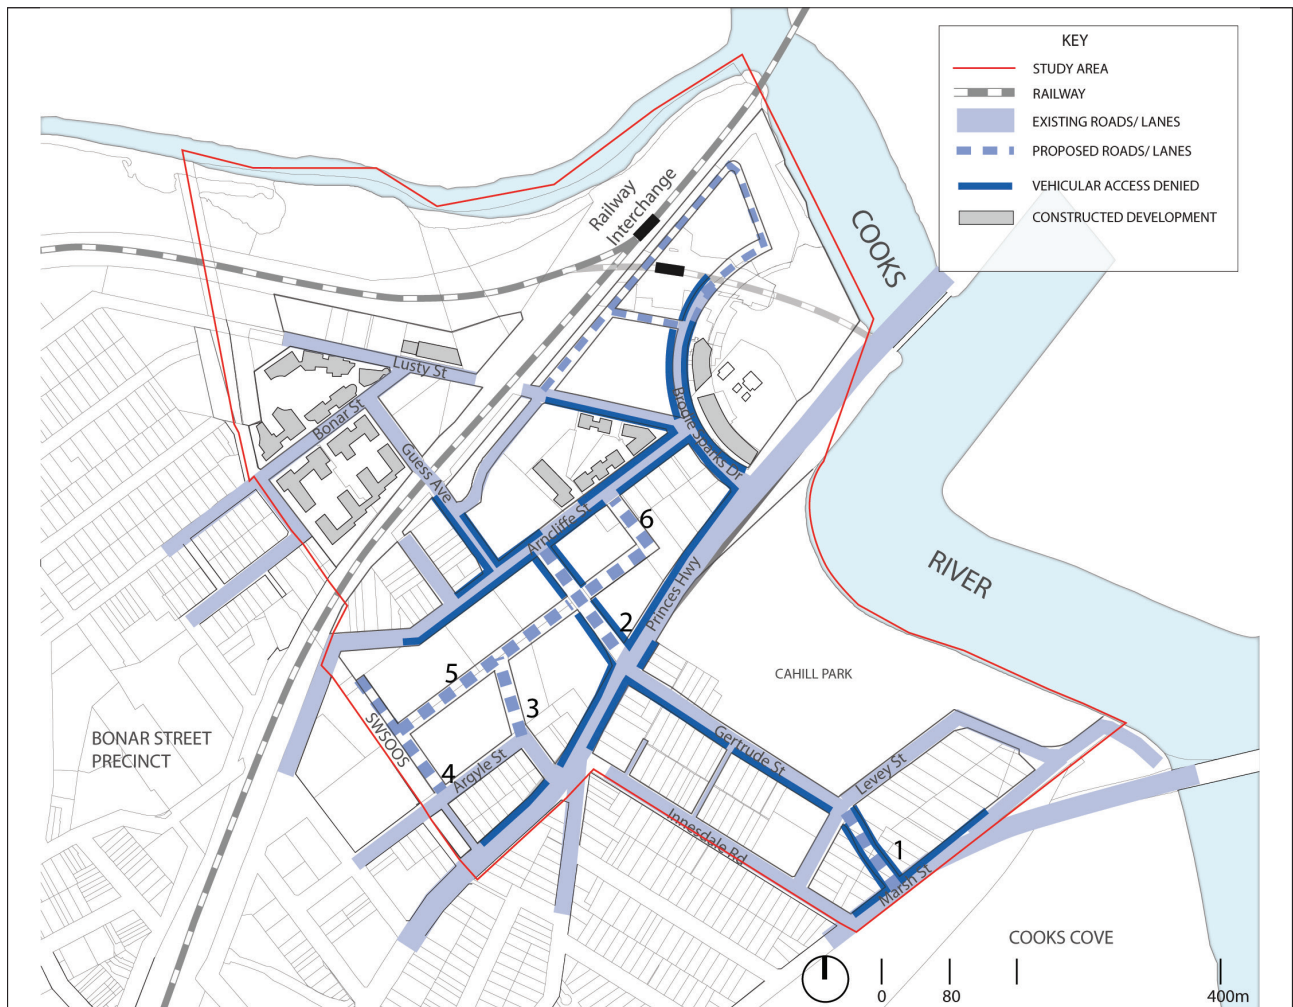 KEY
STUDY AREA
RAILWAY
EXISTING ROADS/ LANES
PROPOSED ROADS/ LANES
VEHICULAR ACCESS DENIED
CONSTRUCTED DEVELOPMENT
Railway
Interchange
COOKS
RIVER
Lusty St
Bonar St
Guess Ave
Brodie Sparks Dr
Arncliffe St
6
Princes Hwy
2
5
3
SWSOOS
4
Argyle St
CAHILL PARK
Gertrude St
Levey St
Innesdale Rd
1
Marsh St
BONAR STREET
PRECINCT
COOKS COVE
0
80
400m